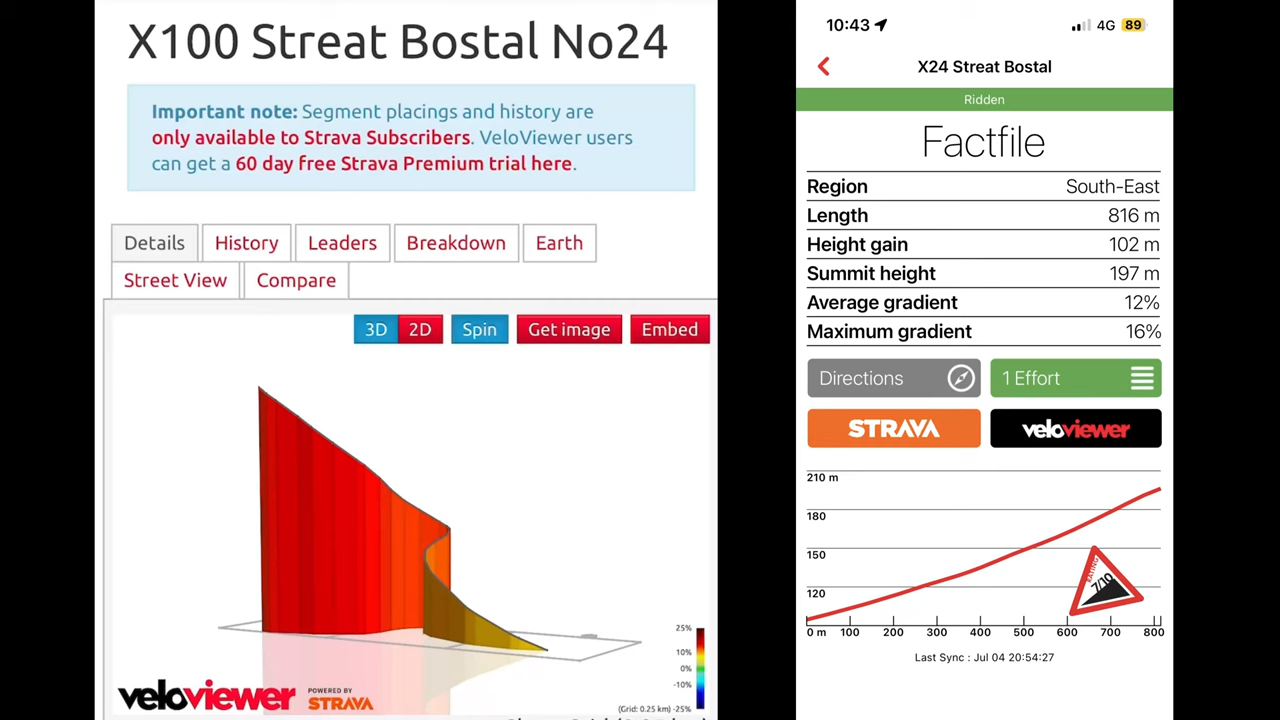 X100 Streat Bostal No24
Important note: Segment placings and history are
only available to Strava Subscribers. VeloViewer users
can get a 60 day free Strava Premium trial here.
Details
History
Leaders
Breakdown
Earth
Street View
Compare
3D
2D
Spin
Get image
Embed
25%
10%
0%
-10%
-25%
(Grid: 0.25 km)
veloviewer
POWERED BY
STRAVA
10:43
4G
89
X24 Streat Bostal
Ridden
Factfile
Region South-East
Length 816 m
Height gain 102 m
Summit height 197 m
Average gradient 12%
Maximum gradient 16%
Directions
1 Effort
STRAVA
veloviewer
210 m
180
150
120
RATING
7/10
0 m 100 200 300 400 500 600 700 800
Last Sync : Jul 04 20:54:27